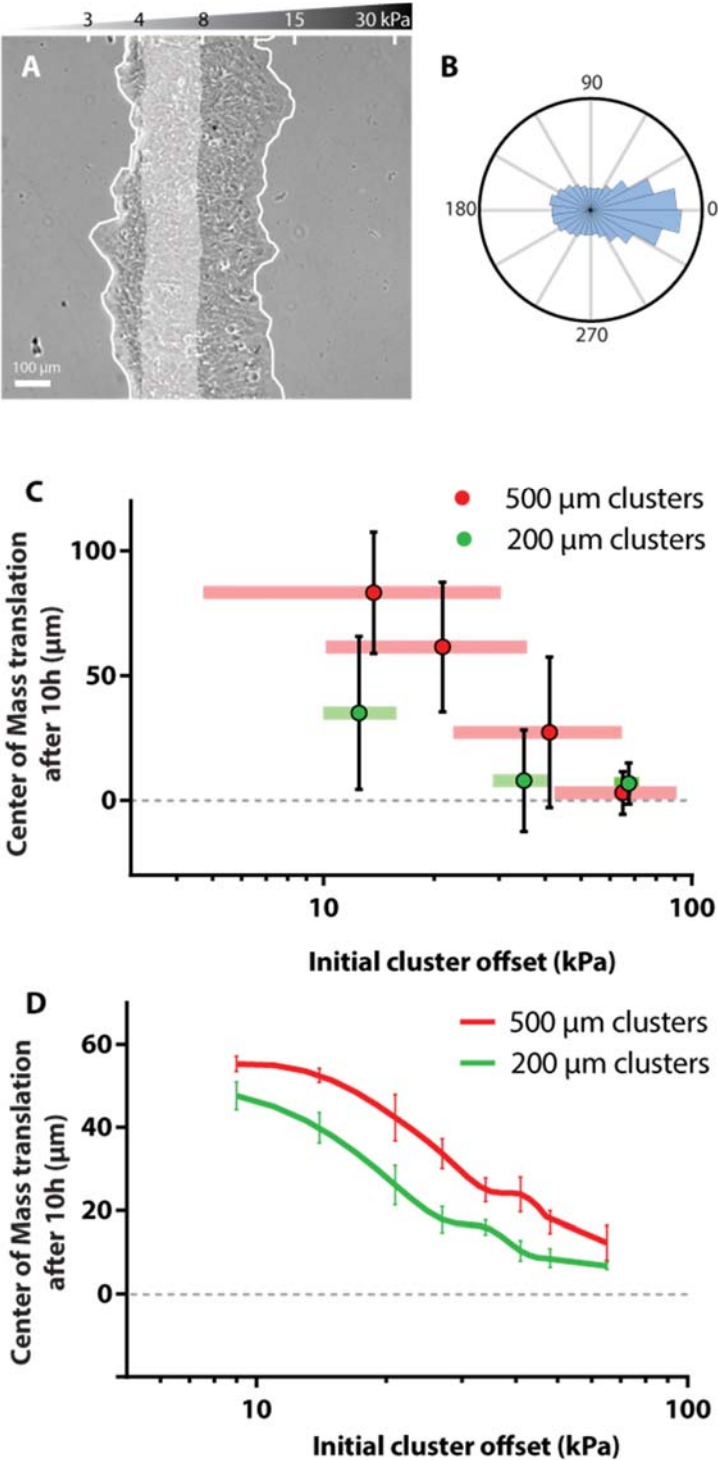 3 4 8 15 30 kPa
A
100 µm
B
90
180 0
270
C
500 µm clusters
200 µm clusters
Center of Mass translation
after 10h (µm)
100
50
0
10 100
Initial cluster offset (kPa)
D
500 µm clusters
200 µm clusters
Center of Mass translation
after 10h (µm)
60
40
20
0
10 100
Initial cluster offset (kPa)